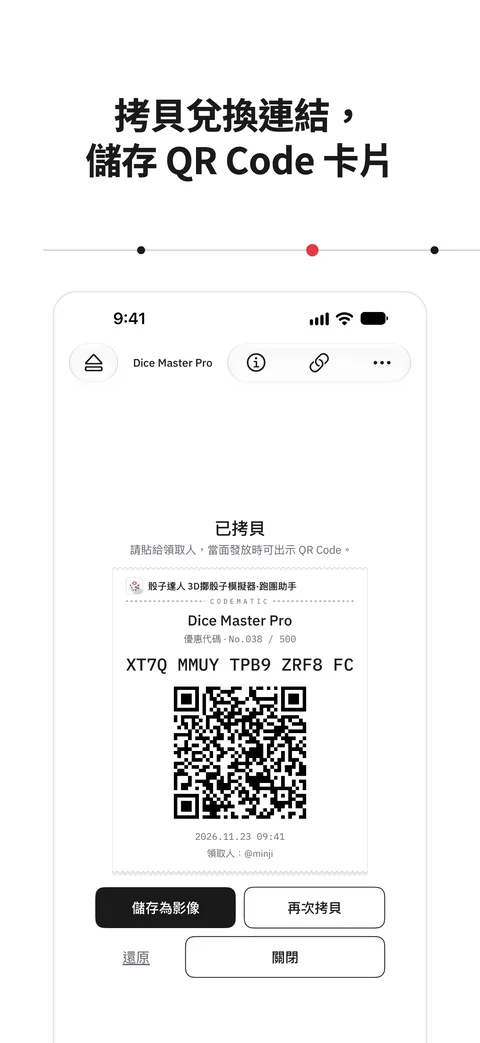 拷貝兌換連結，
儲存 QR Code 卡片
9:41
Dice Master Pro
已拷貝
請貼給領取人，當面發放時可出示 QR Code。
骰子達人 3D擲骰子模擬器·跑團助手
CODEMATIC
Dice Master Pro
優惠代碼 · No.038 / 500
XT7Q MMUY TPB9 ZRF8 FC
2026.11.23 09:41
領取人：@minji
儲存為影像
再次拷貝
還原
關閉